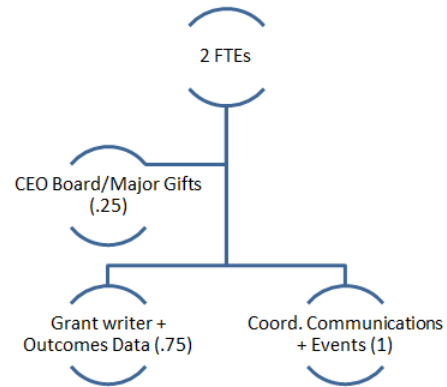 2 FTEs
CEO Board/Major Gifts
(.25)
Grant writer +
Outcomes Data (.75)
Coord. Communications
+ Events (1)